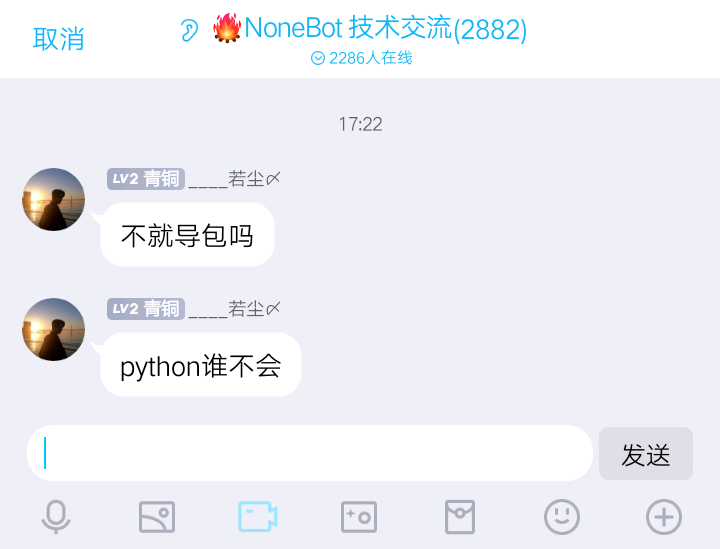 取消
🔥NoneBot 技术交流(2882)
2286人在线
17:22
LV2 青铜 ____若尘〆
不就导包吗
LV2 青铜 ____若尘〆
python谁不会
发送